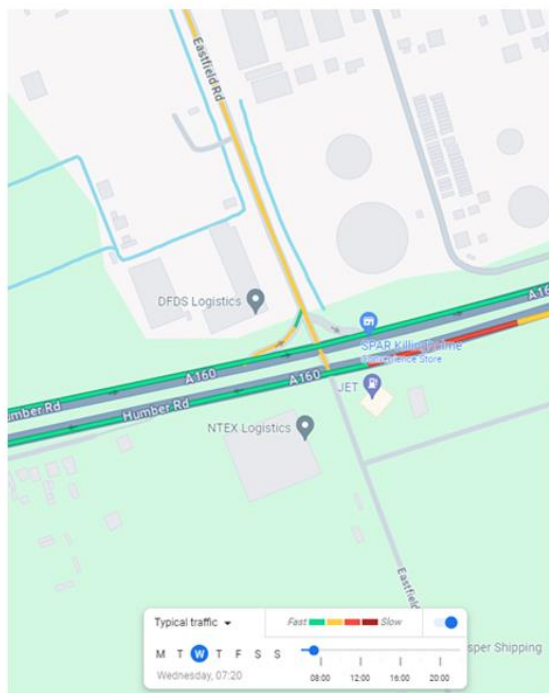 Eastfield Rd
DFDS Logistics
A160
SPAR Killingholme
Convenience Store
A160
A160
Humber Rd
Humber Rd
JET
NTEX Logistics
Eastfield
sper Shipping
Typical traffic
Fast
Slow
M T W T F S S
08:00 12:00 16:00 20:00
Wednesday, 07:20